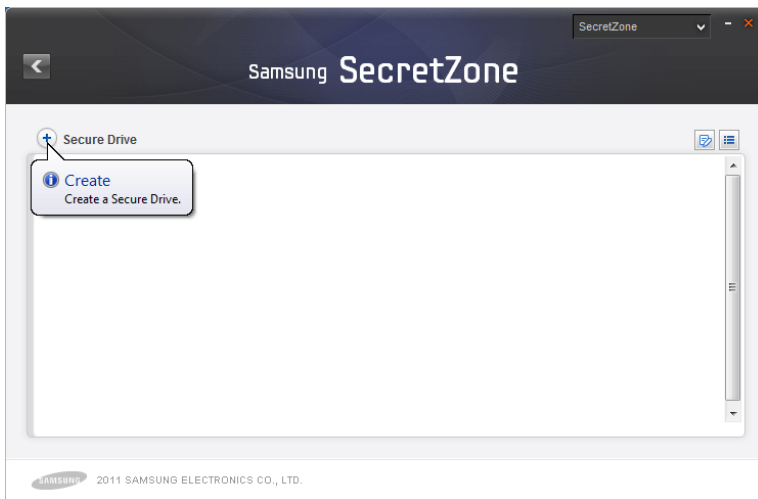 SecretZone
Samsung SecretZone
Secure Drive
Create
Create a Secure Drive.
SAMSUNG 2011 SAMSUNG ELECTRONICS CO., LTD.